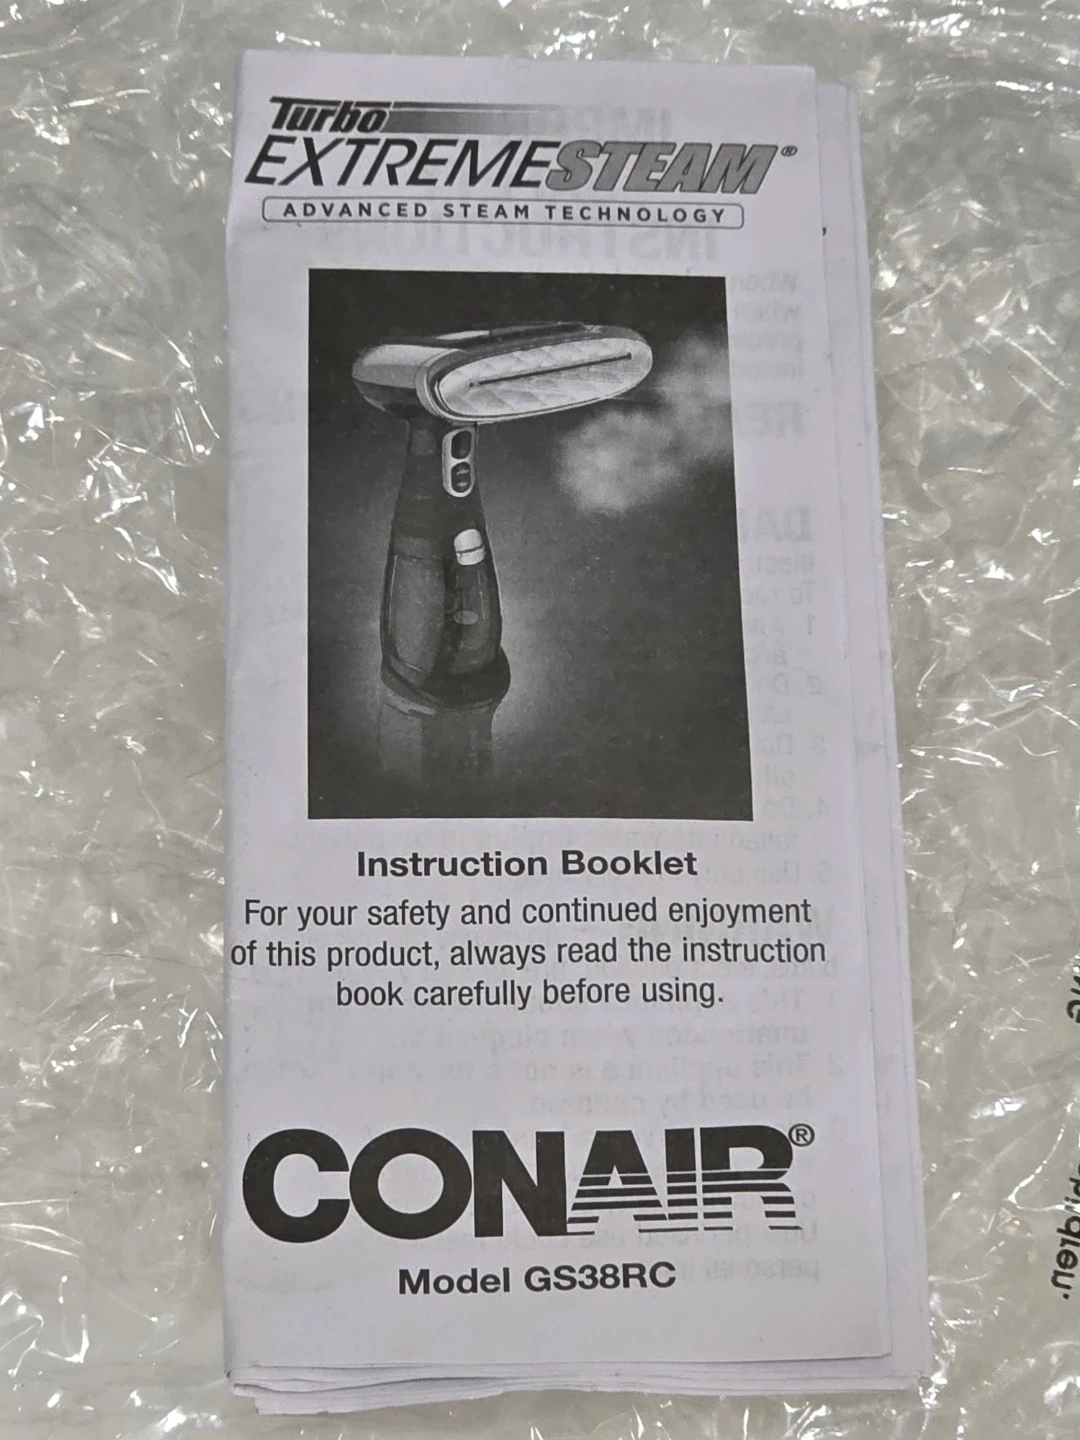 Turbo
EXTREMESTEAM®
ADVANCED STEAM TECHNOLOGY
Instruction Booklet
For your safety and continued enjoyment
of this product, always read the instruction
book carefully before using.
CONAIR®
Model GS38RC